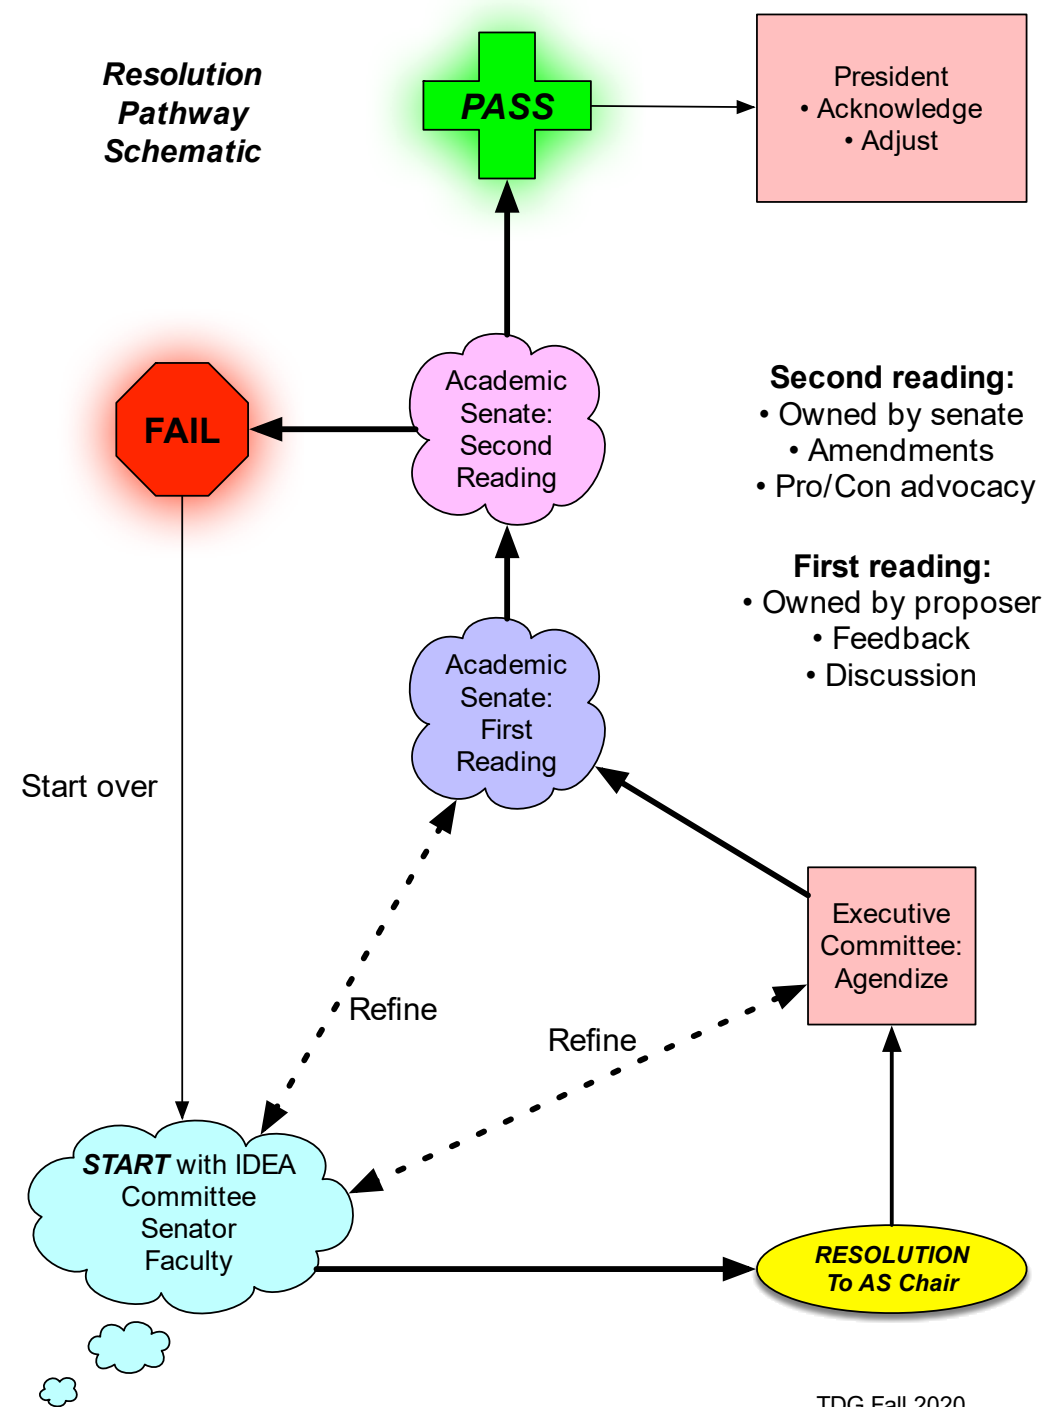 Resolution
Pathway
Schematic
PASS
President
• Acknowledge
• Adjust
Academic
Senate:
Second
Reading
FAIL
Second reading:
• Owned by senate
• Amendments
• Pro/Con advocacy
First reading:
• Owned by proposer
• Feedback
• Discussion
Academic
Senate:
First
Reading
Start over
Executive
Committee:
Agendize
Refine
Refine
START with IDEA
Committee
Senator
Faculty
RESOLUTION
To AS Chair
TDG Fall 2020